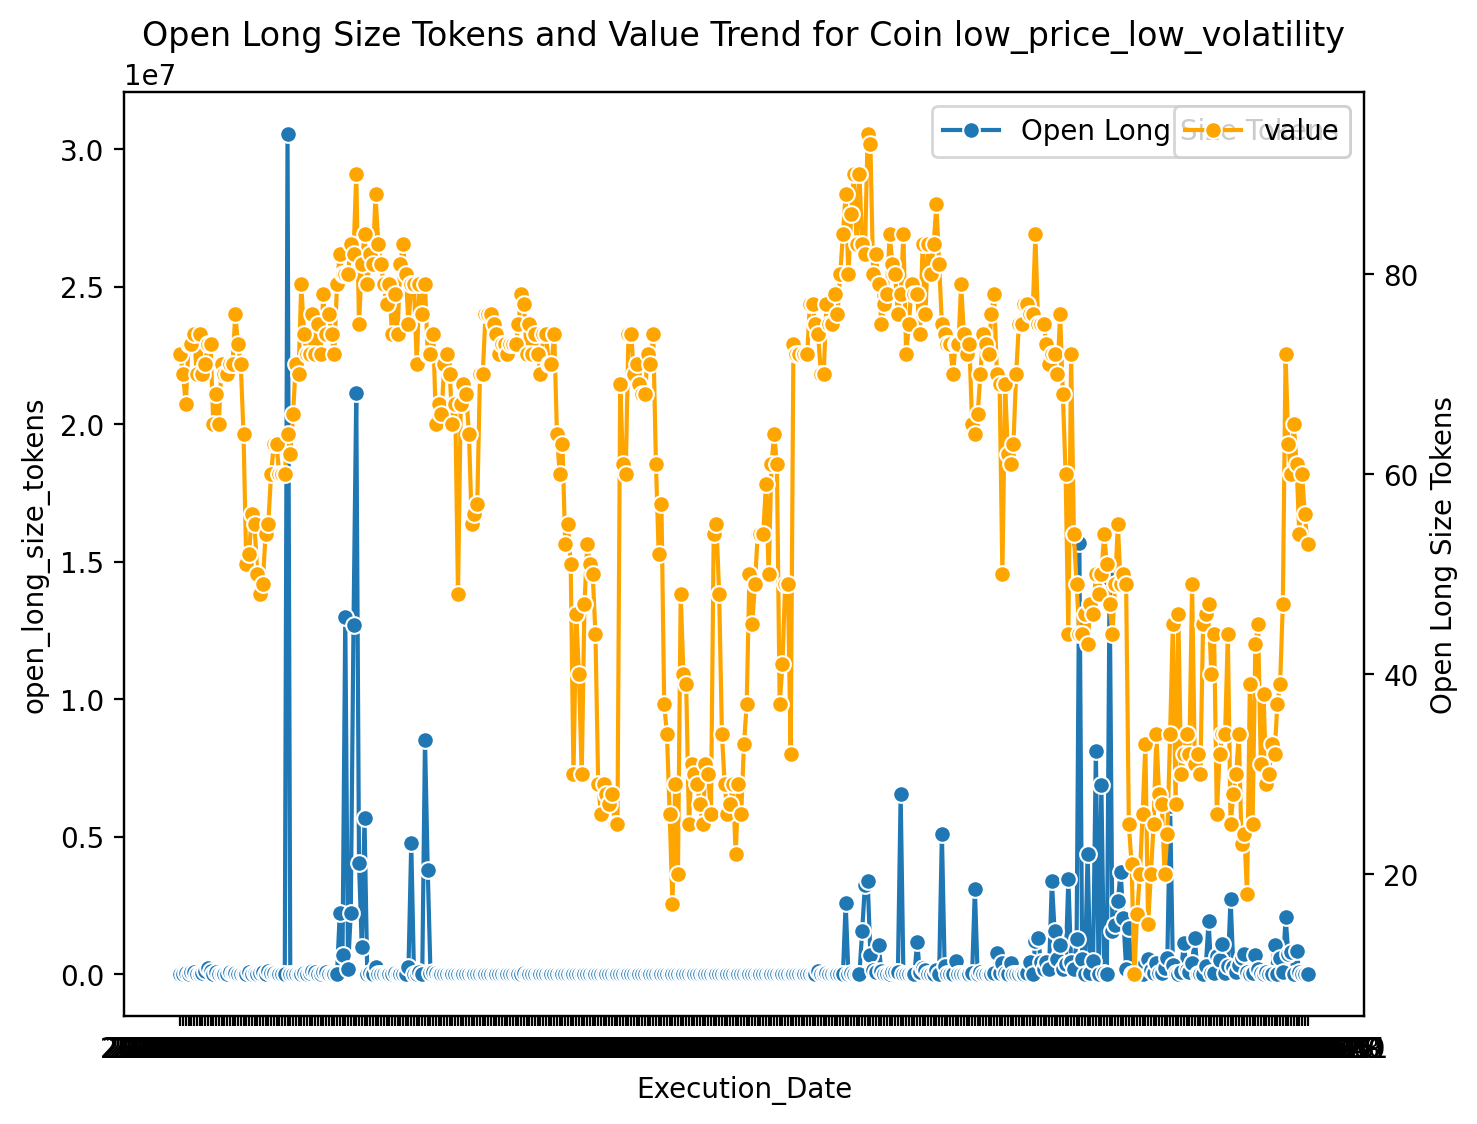 Open Long Size Tokens and Value Trend for Coin low_price_low_volatility
1e7
Open Long Size Tokens
value
3.0
2.5
2.0
1.5
1.0
0.5
0.0
80
60
40
20
open_long_size_tokens
Open Long Size Tokens
Execution_Date